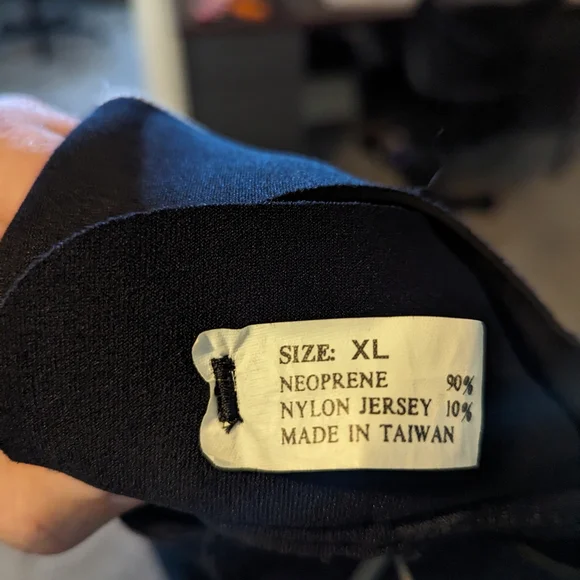 SIZE: XL
NEOPRENE 90%
NYLON JERSEY 10%
MADE IN TAIWAN